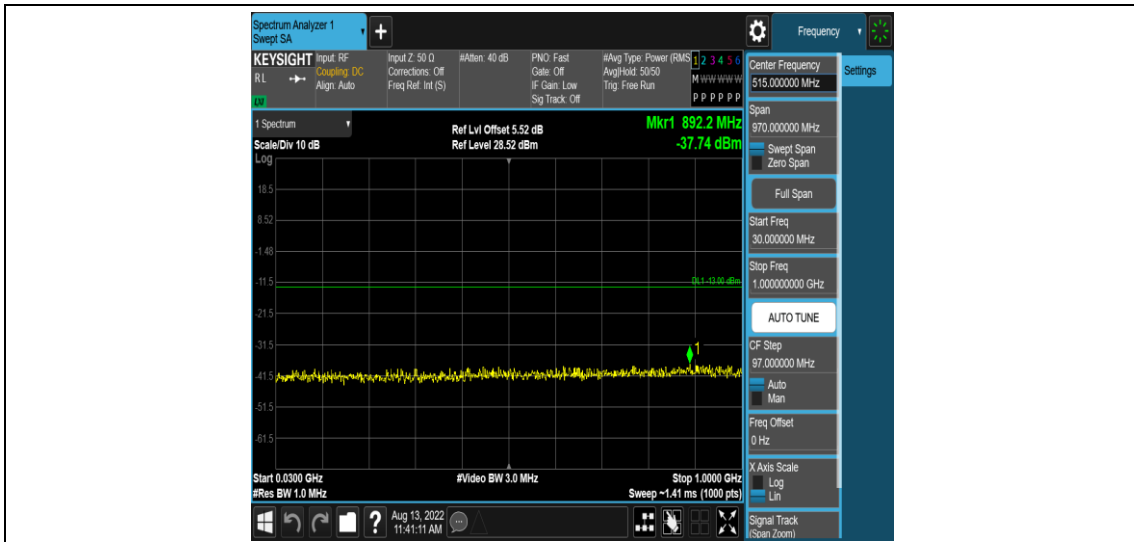 Spectrum Analyzer 1
Swept SA
+
Frequency
KEYSIGHT
RL
LM
Input: RF
Coupling: DC
Align: Auto
Input Z: 50 Ω
Corrections: Off
Freq Ref: Int (S)
#Atten: 40 dB
PNO: Fast
Gate: Off
IF Gain: Low
Sig Track: Off
#Avg Type: Power (RMS
Avg|Hold: 50/50
Trig: Free Run
1 2 3 4 5 6
M W W W W W
P P P P P P
1 Spectrum
Scale/Div 10 dB
Ref Lvl Offset 5.52 dB
Ref Level 28.52 dBm
Mkr1 892.2 MHz
-37.74 dBm
Log
18.5
8.52
-1.48
-11.5
DL1 -13.00 dBm
-21.5
-31.5
1
-41.5
-51.5
-61.5
Start 0.0300 GHz
#Video BW 3.0 MHz
Stop 1.0000 GHz
#Res BW 1.0 MHz
Sweep ~1.41 ms (1000 pts)
?
Aug 13, 2022
11:41:11 AM
Center Frequency
515.000000 MHz
Settings
Span
970.000000 MHz
Swept Span
Zero Span
Full Span
Start Freq
30.000000 MHz
Stop Freq
1.000000000 GHz
AUTO TUNE
CF Step
97.000000 MHz
Auto
Man
Freq Offset
0 Hz
X Axis Scale
Log
Lin
Signal Track
(Span Zoom)